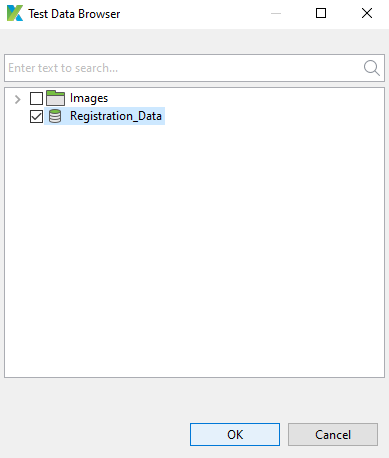 Test Data Browser
Enter text to search...
Images
Registration_Data
OK
Cancel